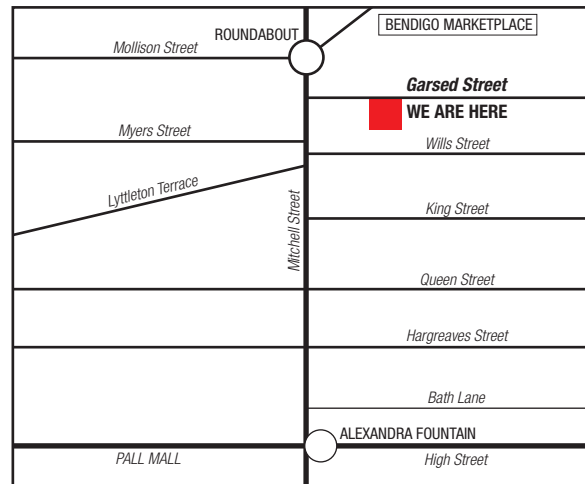 BENDIGO MARKETPLACE
ROUNDABOUT
Mollison Street
Garsed Street
WE ARE HERE
Myers Street
Wills Street
Lyttleton Terrace
King Street
Mitchell Street
Queen Street
Hargreaves Street
Bath Lane
ALEXANDRA FOUNTAIN
PALL MALL
High Street